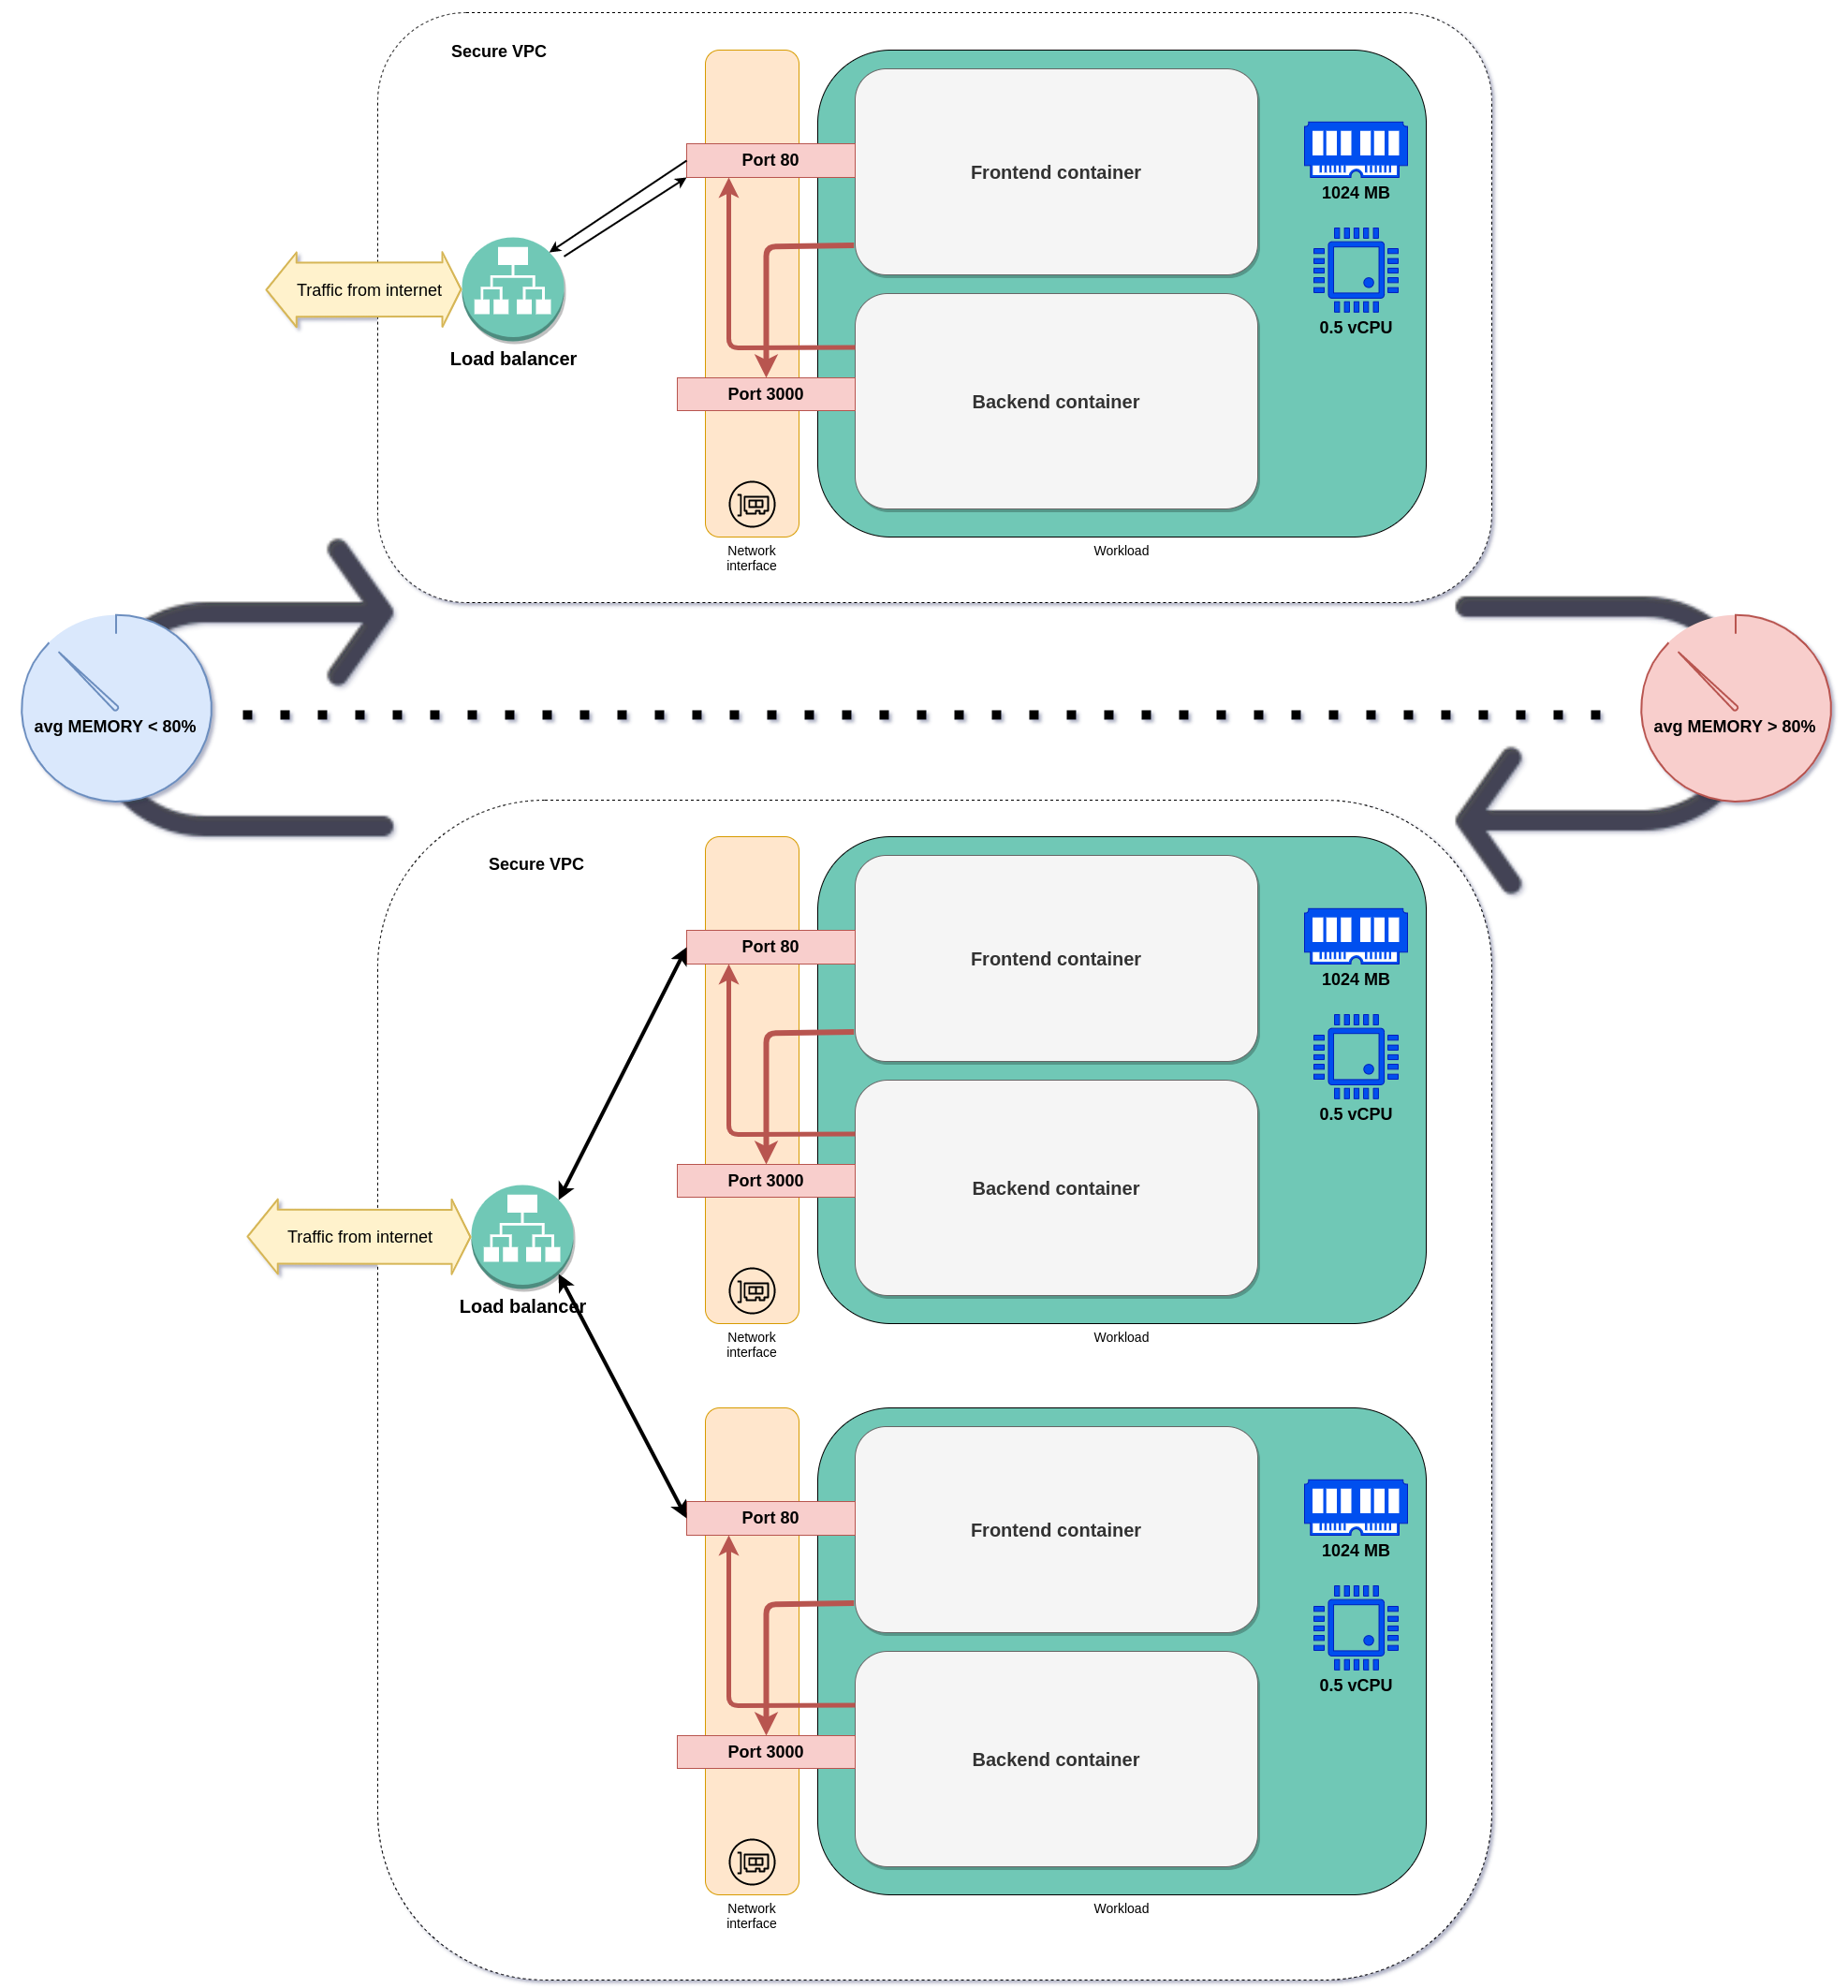 Secure VPC
Port 80
Frontend container
1024 MB
Traffic from internet
0.5 vCPU
Load balancer
Port 3000
Backend container
Network
interface
Workload
avg MEMORY < 80%
avg MEMORY > 80%
Secure VPC
Port 80
Frontend container
1024 MB
0.5 vCPU
Port 3000
Backend container
Traffic from internet
Load balancer
Network
interface
Workload
Port 80
Frontend container
1024 MB
0.5 vCPU
Port 3000
Backend container
Network
interface
Workload